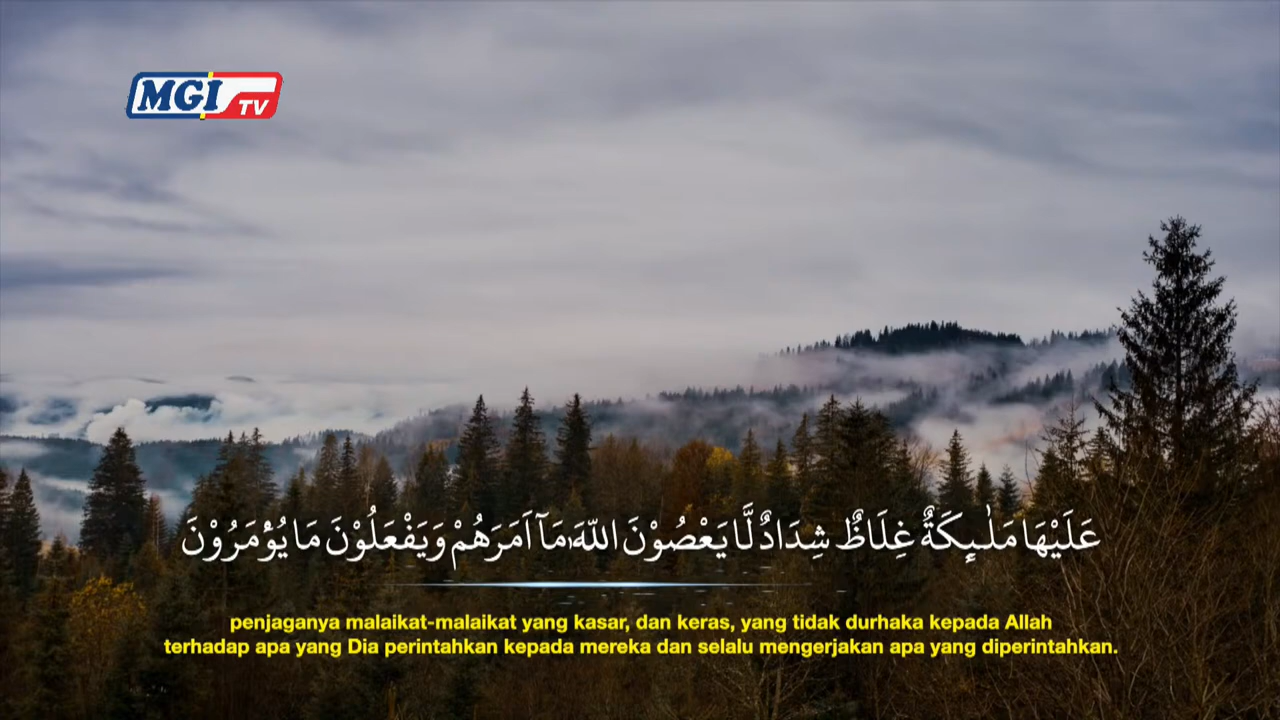 MGI TV
عَلَيْهَا مَلٰۤىِٕكَةٌ غِلَاظٌ شِدَادٌ لَّا يَعْصُوْنَ اللّٰهَ مَآ اَمَرَهُمْ وَيَفْعَلُوْنَ مَا يُؤْمَرُوْنَ
penjaganya malaikat-malaikat yang kasar, dan keras, yang tidak durhaka kepada Allah
terhadap apa yang Dia perintahkan kepada mereka dan selalu mengerjakan apa yang diperintahkan.